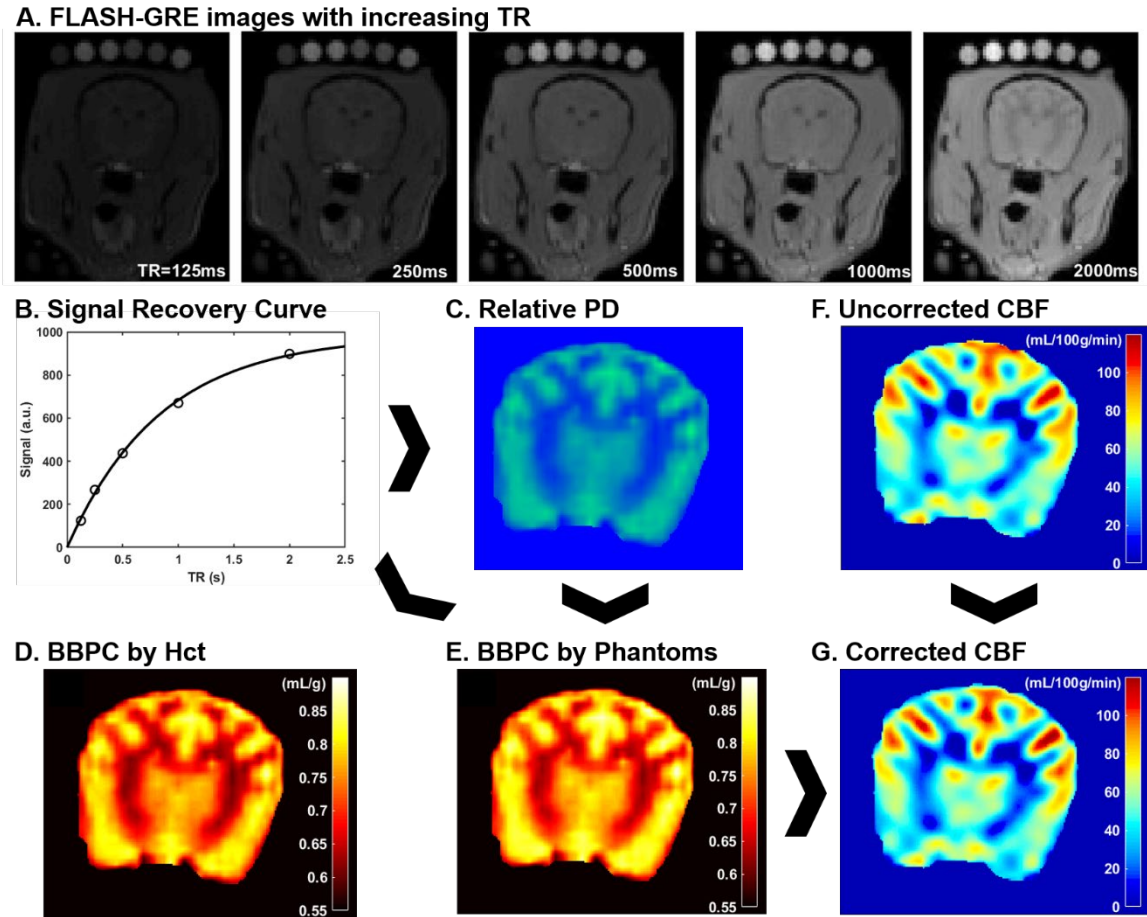 A. FLASH-GRE images with increasing TR
TR=125ms
250ms
500ms
1000ms
2000ms
B. Signal Recovery Curve
1000
800
600
400
200
0
Signal (a.u.)
0 0.5 1 1.5 2 2.5
TR (s)
C. Relative PD
F. Uncorrected CBF
(mL/100g/min)
100
80
60
40
20
0
D. BBPC by Hct
(mL/g)
0.85
0.8
0.75
0.7
0.65
0.6
0.55
E. BBPC by Phantoms
(mL/g)
0.85
0.8
0.75
0.7
0.65
0.6
0.55
G. Corrected CBF
(mL/100g/min)
100
80
60
40
20
0